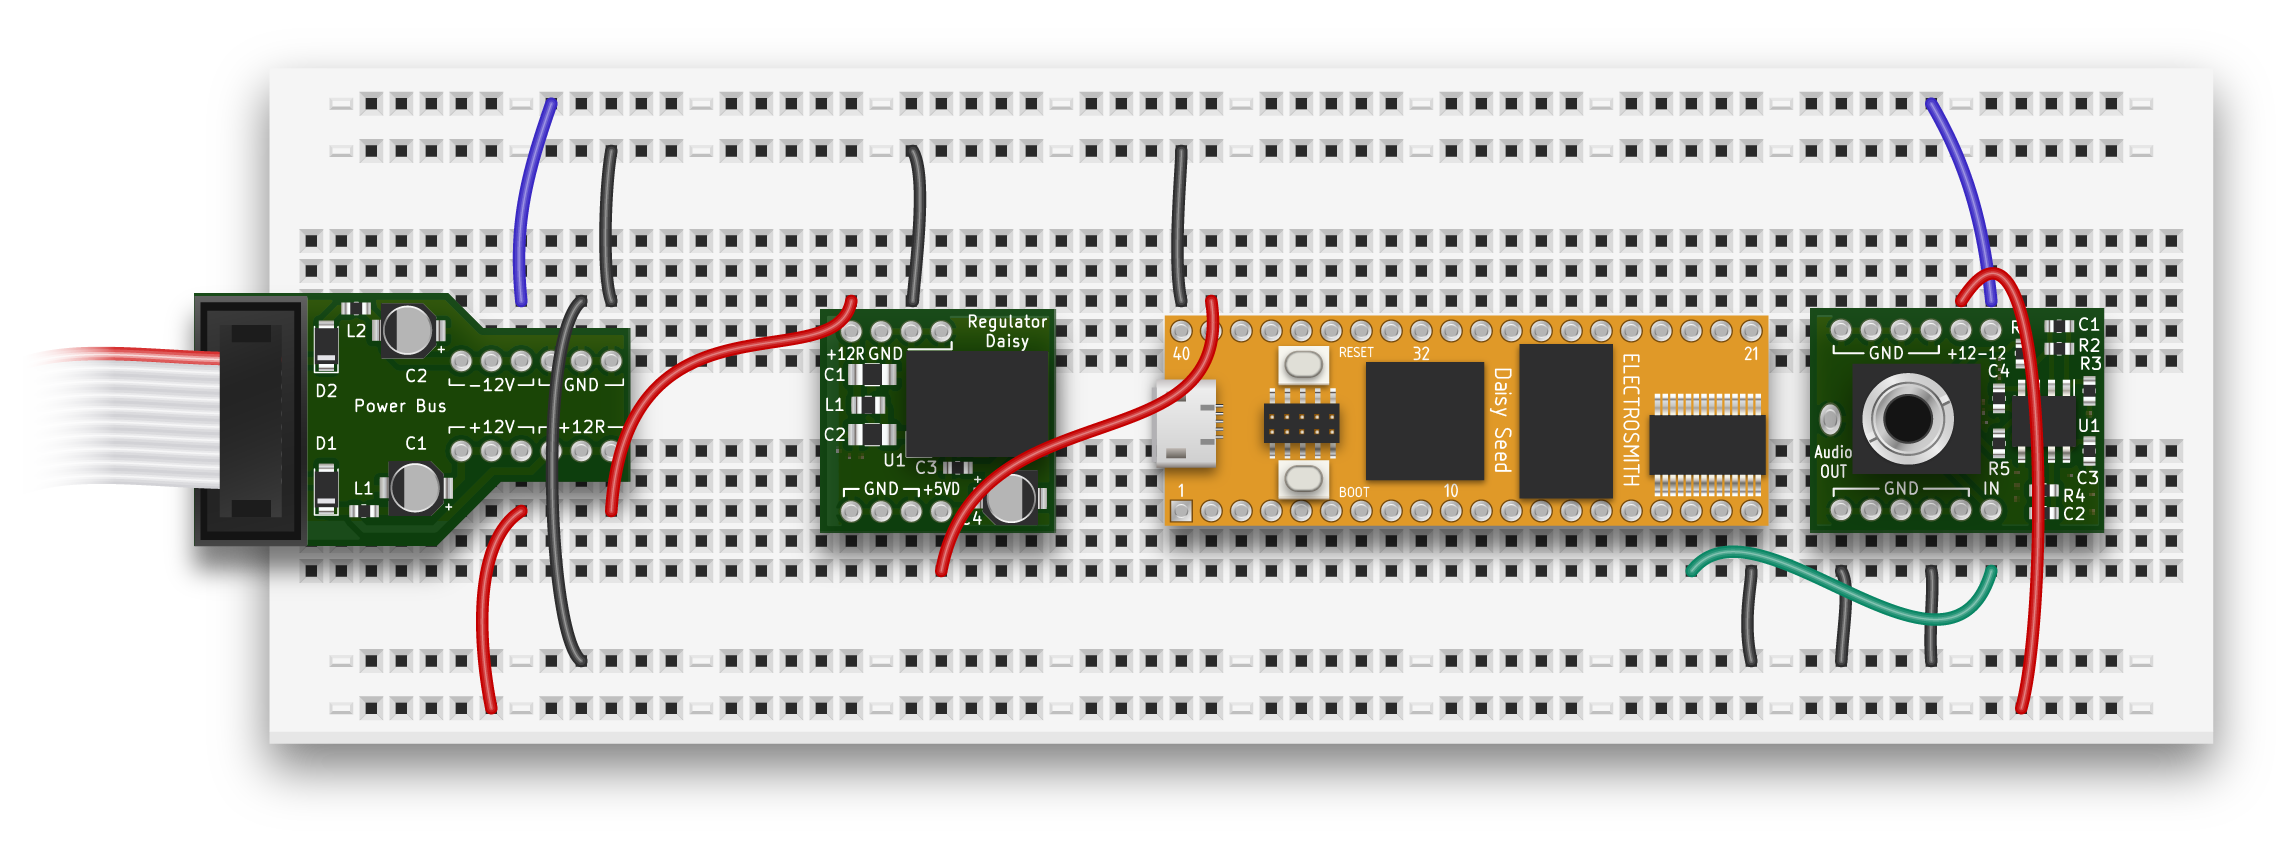 L2
D2
C2
+
-12V
GND
Power Bus
+12V
+12R
D1
C1
L1
+
Regulator
Daisy
+12R GND
C1
L1
C2
U1
C3
+
GND
+5VD
C4
40
RESET
32
21
Daisy Seed
ELECTROSMITH
1
BOOT
10
C1
R2
R3
GND
+12-12
C4
U1
Audio
OUT
R5
C3
GND
IN
R4
C2